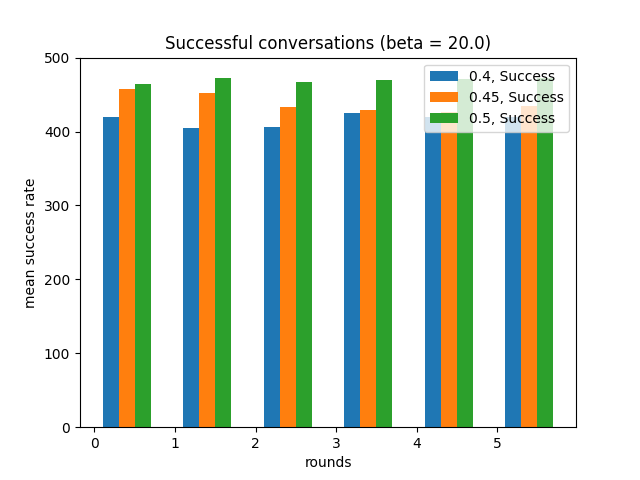 Successful conversations (beta = 20.0)
0.4, Success
0.45, Success
0.5, Success
mean success rate
500
400
300
200
100
0
0 1 2 3 4 5
rounds